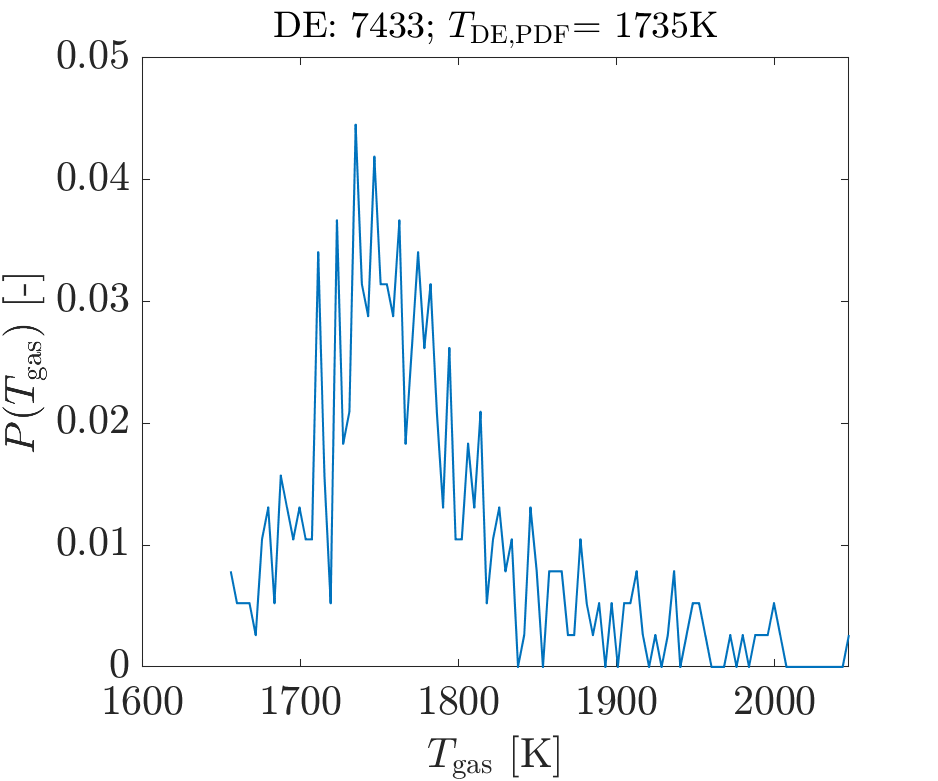 DE: 7433; T_DE,PDF= 1735K
0.05
0.04
0.03
0.02
0.01
0
P(T_gas) [-]
1600 1700 1800 1900 2000
T_gas [K]